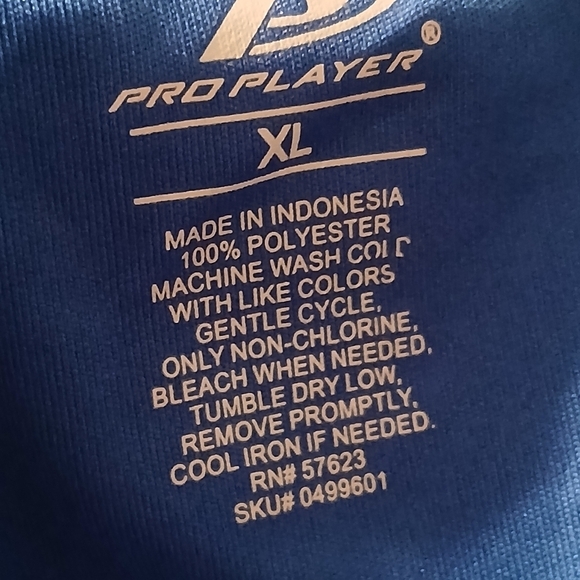 PRO PLAYER®
XL
MADE IN INDONESIA
100% POLYESTER
MACHINE WASH COLD
WITH LIKE COLORS
GENTLE CYCLE,
ONLY NON-CHLORINE,
BLEACH WHEN NEEDED,
TUMBLE DRY LOW,
REMOVE PROMPTLY,
COOL IRON IF NEEDED.
RN# 57623
SKU# 0499601